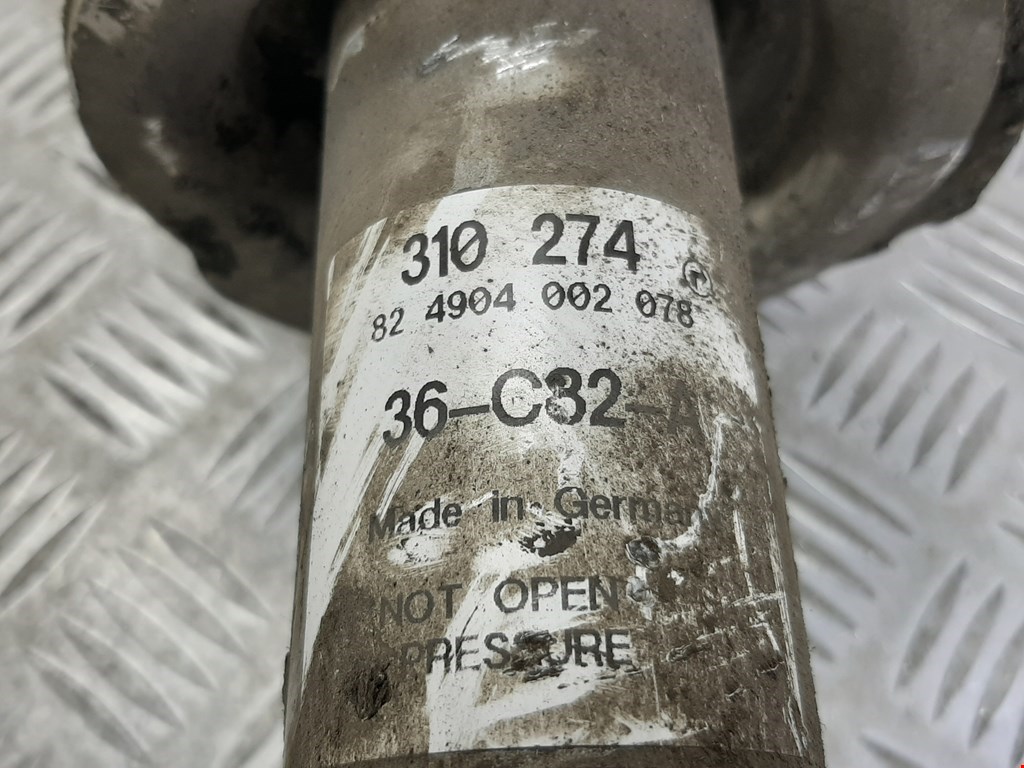 310 274
82 4904 002 078
36-C32-A
Made in German
NOT OPEN
PRESSURE